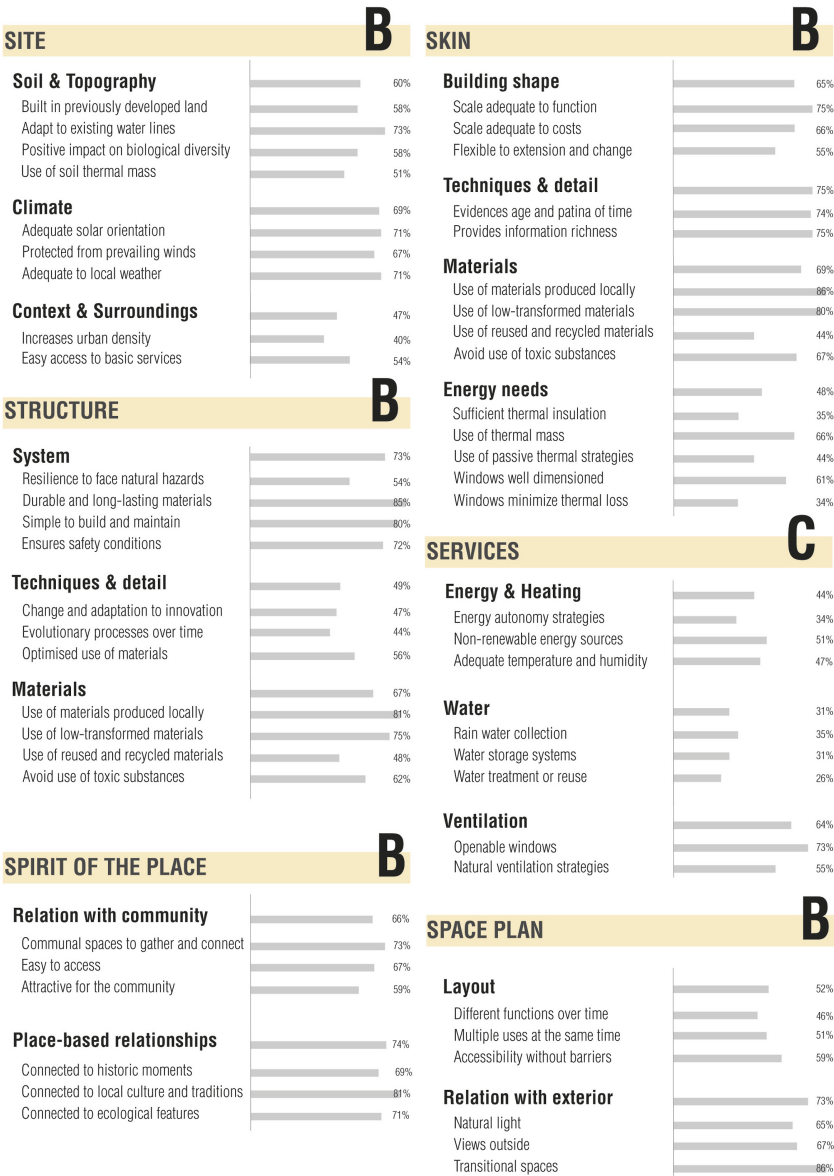 SITE B
Soil & Topography 60%
Built in previously developed land 58%
Adapt to existing water lines 73%
Positive impact on biological diversity 58%
Use of soil thermal mass 51%
Climate 69%
Adequate solar orientation 71%
Protected from prevailing winds 67%
Adequate to local weather 71%
Context & Surroundings 47%
Increases urban density 40%
Easy access to basic services 54%
STRUCTURE B
System 73%
Resilience to face natural hazards 54%
Durable and long-lasting materials 85%
Simple to build and maintain 80%
Ensures safety conditions 72%
Techniques & detail 49%
Change and adaptation to innovation 47%
Evolutionary processes over time 44%
Optimised use of materials 56%
Materials 67%
Use of materials produced locally 81%
Use of low-transformed materials 75%
Use of reused and recycled materials 48%
Avoid use of toxic substances 62%
SPIRIT OF THE PLACE B
Relation with community 66%
Communal spaces to gather and connect 73%
Easy to access 67%
Attractive for the community 59%
Place-based relationships 74%
Connected to historic moments 69%
Connected to local culture and traditions 81%
Connected to ecological features 71%
SKIN B
Building shape 65%
Scale adequate to function 75%
Scale adequate to costs 66%
Flexible to extension and change 55%
Techniques & detail 75%
Evidences age and patina of time 74%
Provides information richness 75%
Materials 69%
Use of materials produced locally 86%
Use of low-transformed materials 80%
Use of reused and recycled materials 44%
Avoid use of toxic substances 67%
Energy needs 48%
Sufficient thermal insulation 35%
Use of thermal mass 66%
Use of passive thermal strategies 44%
Windows well dimensioned 61%
Windows minimize thermal loss 34%
SERVICES C
Energy & Heating 44%
Energy autonomy strategies 34%
Non-renewable energy sources 51%
Adequate temperature and humidity 47%
Water 31%
Rain water collection 35%
Water storage systems 31%
Water treatment or reuse 26%
Ventilation 64%
Openable windows 73%
Natural ventilation strategies 55%
SPACE PLAN B
Layout 52%
Different functions over time 46%
Multiple uses at the same time 51%
Accessibility without barriers 59%
Relation with exterior 73%
Natural light 65%
Views outside 67%
Transitional spaces 86%